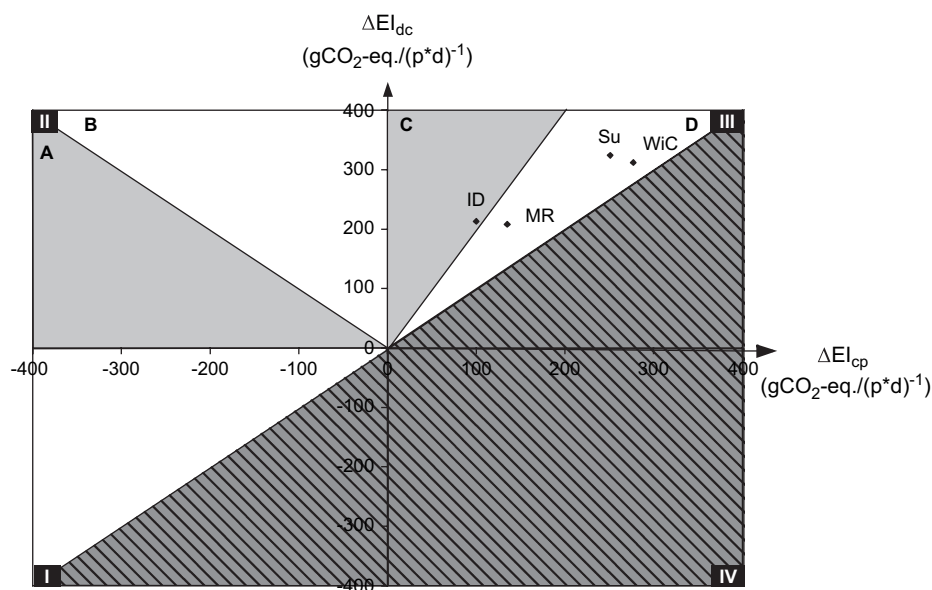 ΔEI_dc
(gCO₂-eq./(p*d)⁻¹)
400
II B C D III
A
Su WiC
300
ID
MR
200
100
0
-400 -300 -200 -100 0 100 200 300 400
ΔEI_cp
(gCO₂-eq./(p*d)⁻¹)
-100
-200
-300
I IV
-400